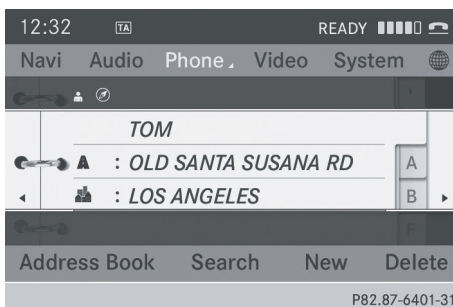 12:32 TA READY
Navi Audio Phone Video System
TOM
A : OLD SANTA SUSANA RD A
: LOS ANGELES B
F
Address Book Search New Delete
P82.87-6401-31